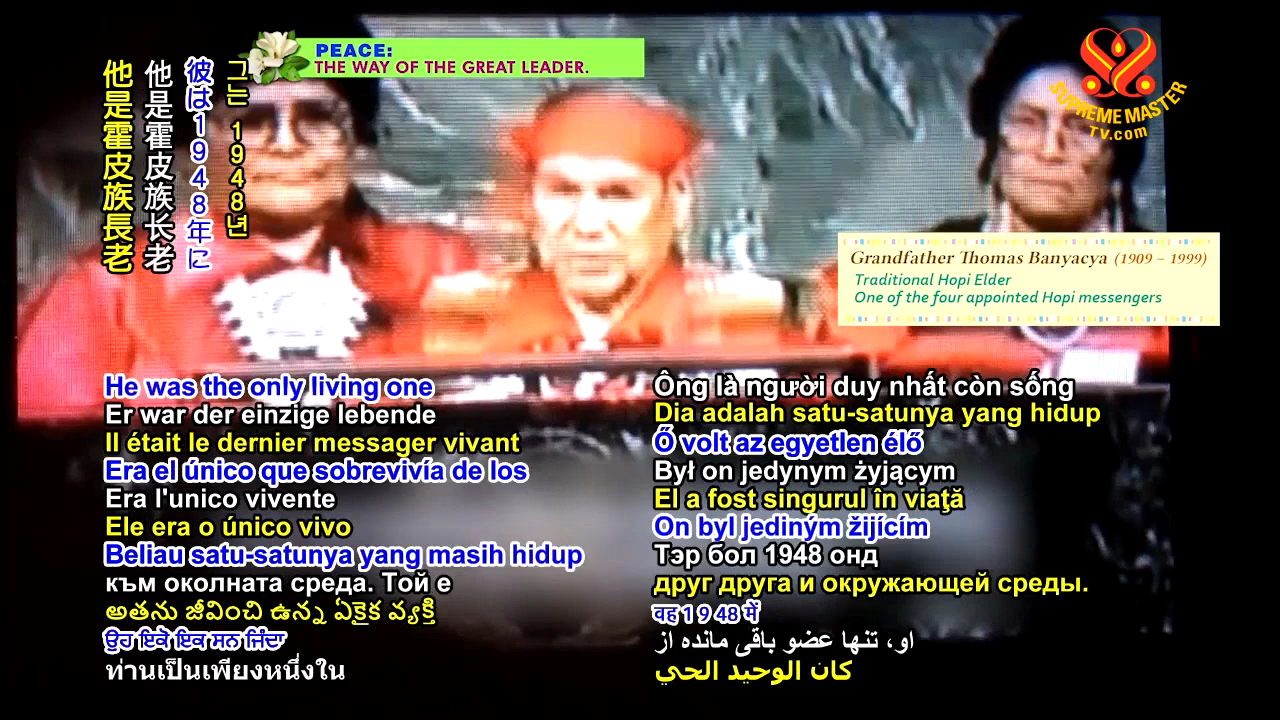 PEACE:
THE WAY OF THE GREAT LEADER.
SUPREME MASTER
TV.com
그는 1948년
彼は1948年に
他是霍皮族长老
他是霍皮族長老
Grandfather Thomas Banyacya (1909 – 1999)
Traditional Hopi Elder
One of the four appointed Hopi messengers
He was the only living one
Er war der einzige lebende
Il était le dernier messager vivant
Era el único que sobrevivía de los
Era l'unico vivente
Ele era o único vivo
Beliau satu-satunya yang masih hidup
към околната среда. Той е
అతను జీవించి ఉన్న ఏకైక వ్యక్తి
ਉਹ ਇਕੋ ਇਕ ਸਨ ਜਿੰਦਾ
ท่านเป็นเพียงหนึ่งใน
Ông là người duy nhất còn sống
Dia adalah satu-satunya yang hidup
Ő volt az egyetlen élő
Był on jedynym żyjącym
El a fost singurul în viaţă
On byl jediným žijícím
Тэр бол 1948 онд
друг друга и окружающей среды.
वह 1948 में
او، تنها عضو باقی مانده از
كان الوحيد الحي